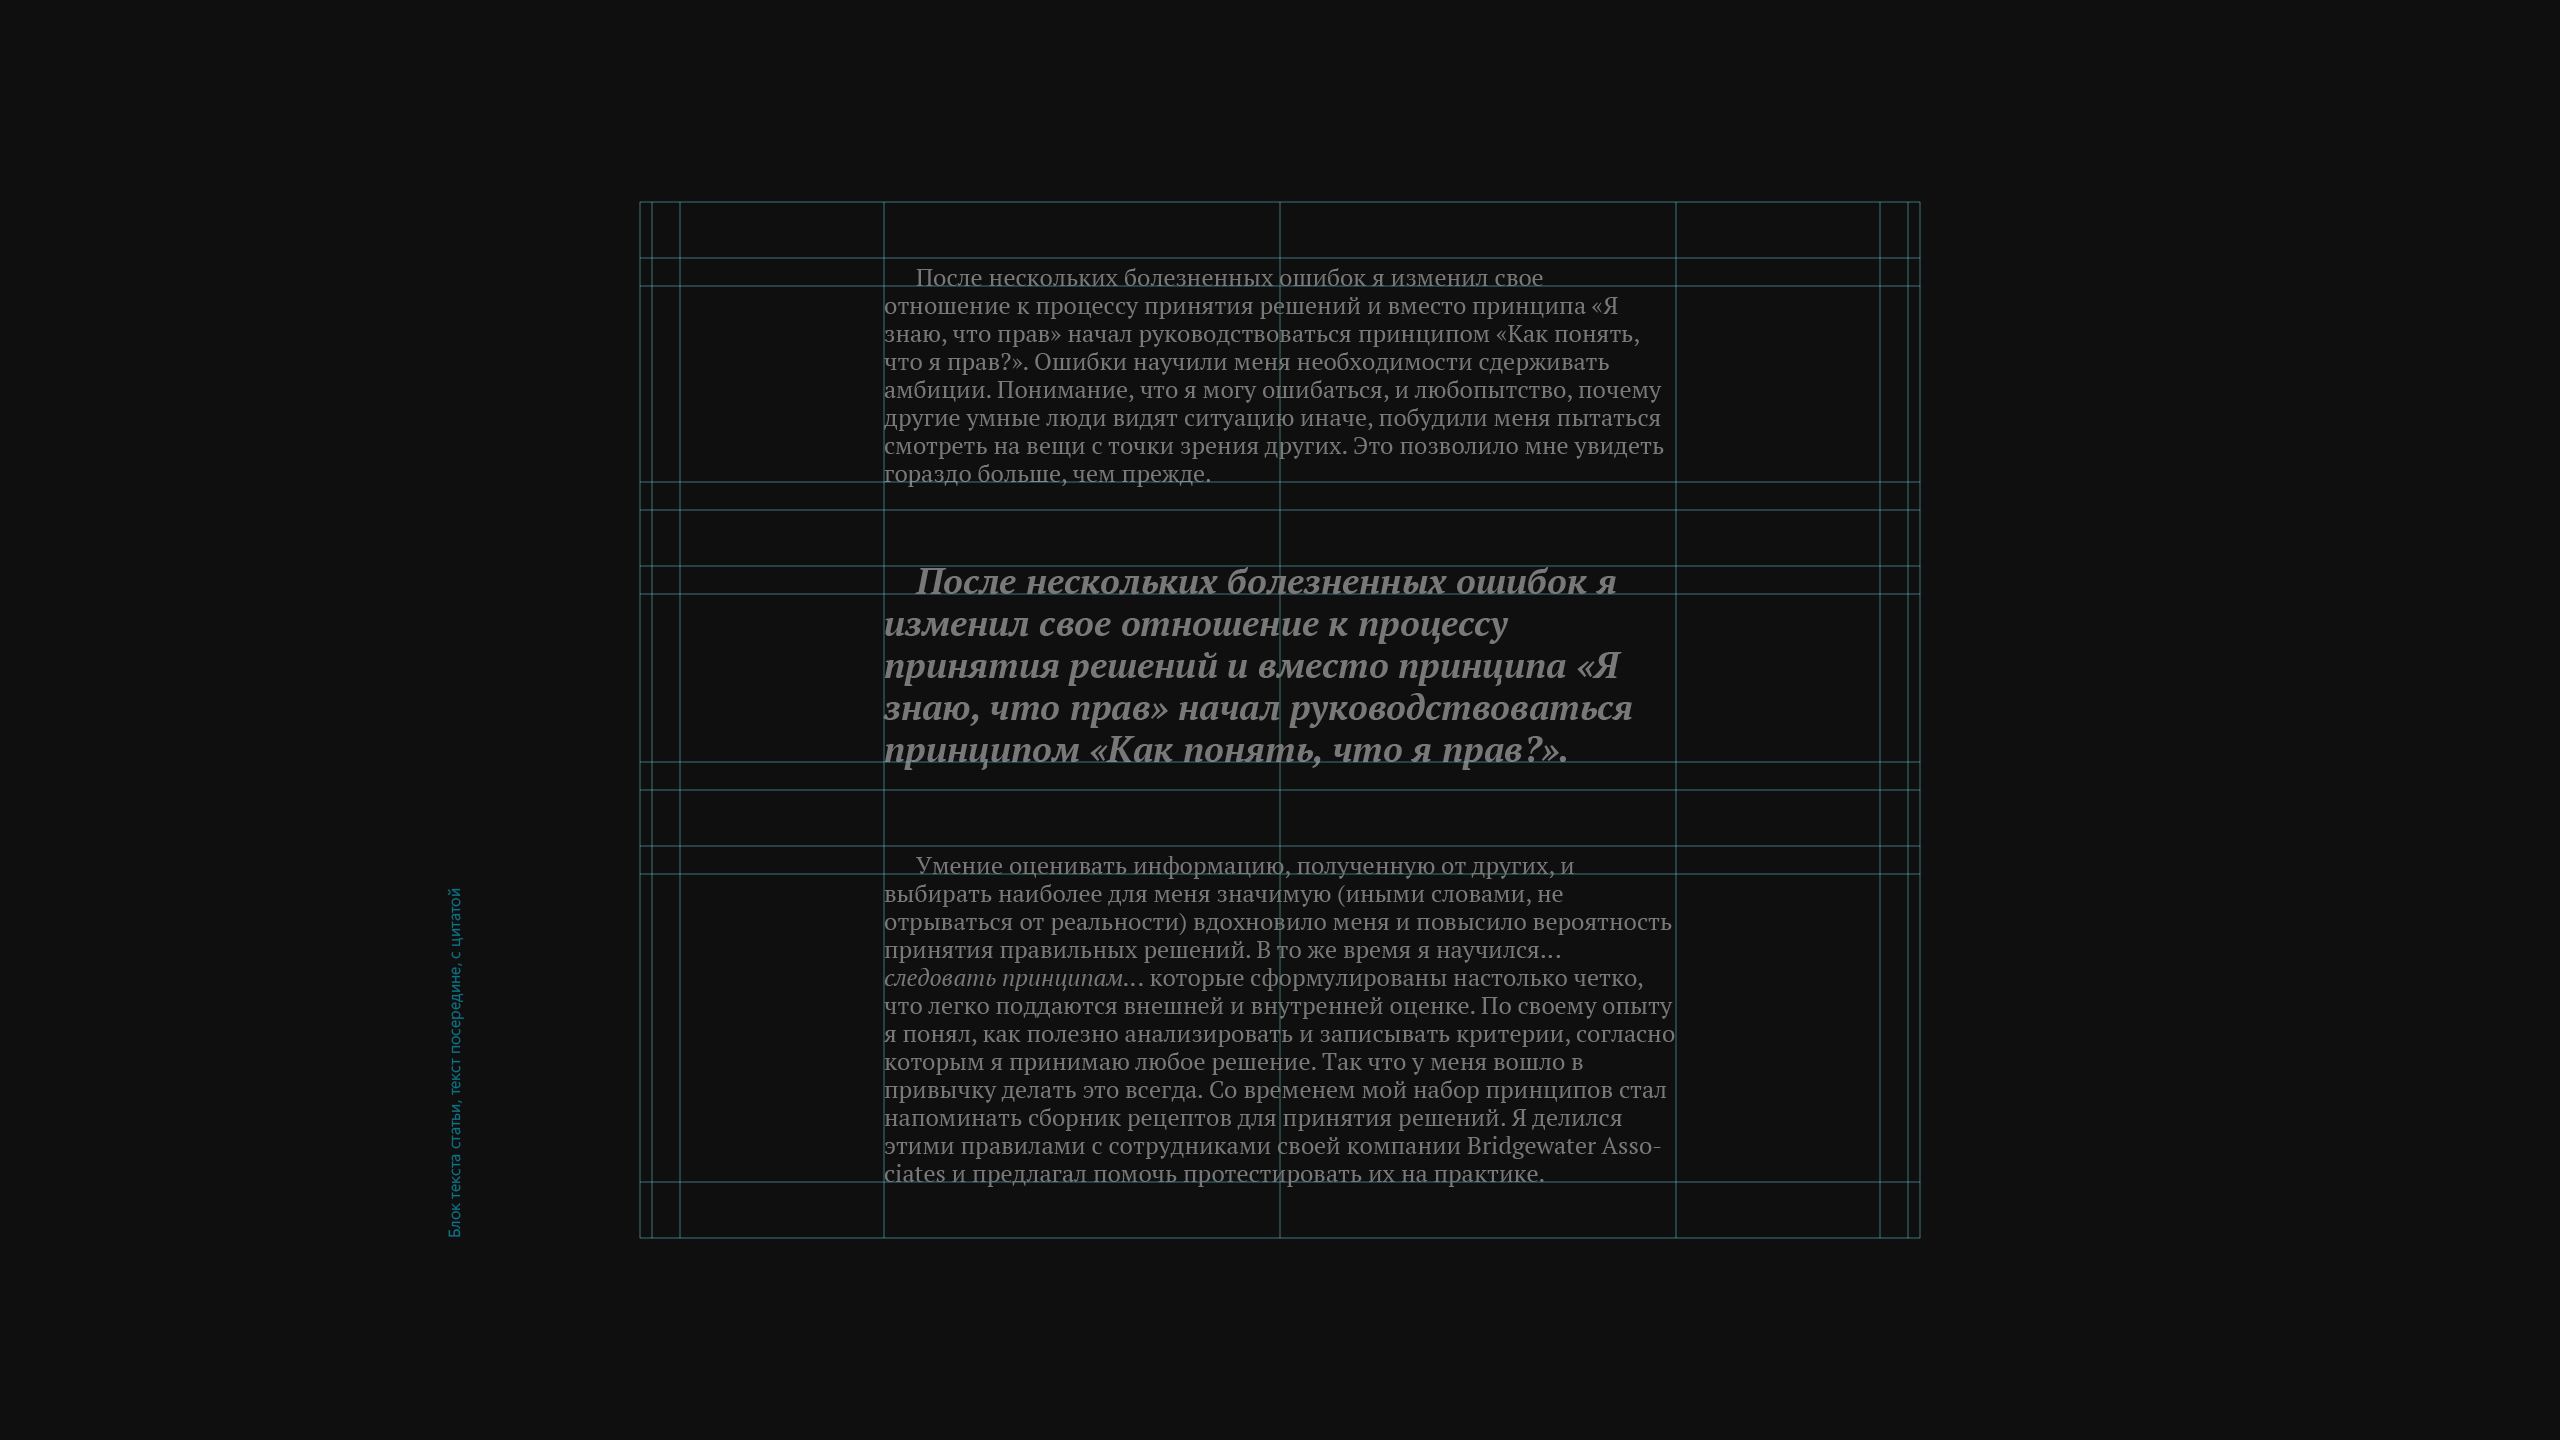 После нескольких болезненных ошибок я изменил свое
отношение к процессу принятия решений и вместо принципа «Я
знаю, что прав» начал руководствоваться принципом «Как понять,
что я прав?». Ошибки научили меня необходимости сдерживать
амбиции. Понимание, что я могу ошибаться, и любопытство, почему
другие умные люди видят ситуацию иначе, побудили меня пытаться
смотреть на вещи с точки зрения других. Это позволило мне увидеть
гораздо больше, чем прежде.
После нескольких болезненных ошибок я
изменил свое отношение к процессу
принятия решений и вместо принципа «Я
знаю, что прав» начал руководствоваться
принципом «Как понять, что я прав?».
Умение оценивать информацию, полученную от других, и
выбирать наиболее для меня значимую (иными словами, не
отрываться от реальности) вдохновило меня и повысило вероятность
принятия правильных решений. В то же время я научился…
следовать принципам… которые сформулированы настолько четко,
что легко поддаются внешней и внутренней оценке. По своему опыту
я понял, как полезно анализировать и записывать критерии, согласно
которым я принимаю любое решение. Так что у меня вошло в
привычку делать это всегда. Со временем мой набор принципов стал
напоминать сборник рецептов для принятия решений. Я делился
этими правилами с сотрудниками своей компании Bridgewater Asso-
ciates и предлагал помочь протестировать их на практике.
Блок текста статьи, текст посередине, с цитатой